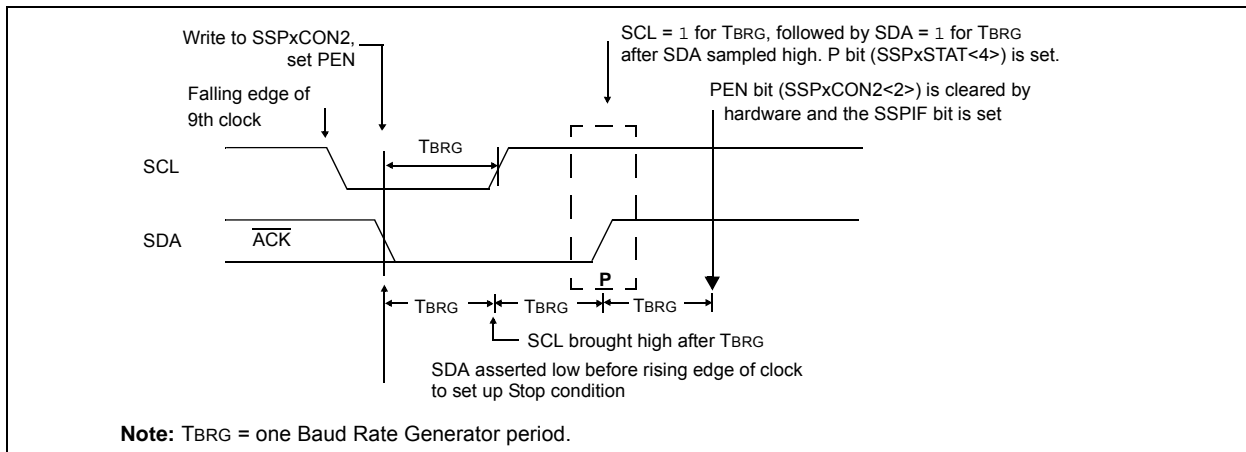 Write to SSPxCON2,
set PEN
SCL = 1 for TBRG, followed by SDA = 1 for TBRG
after SDA sampled high. P bit (SSPxSTAT<4>) is set.
Falling edge of
9th clock
PEN bit (SSPxCON2<2>) is cleared by
hardware and the SSPIF bit is set
TBRG
SCL
SDA
ACK
P
TBRG
TBRG
TBRG
SCL brought high after TBRG
SDA asserted low before rising edge of clock
to set up Stop condition
Note: TBRG = one Baud Rate Generator period.